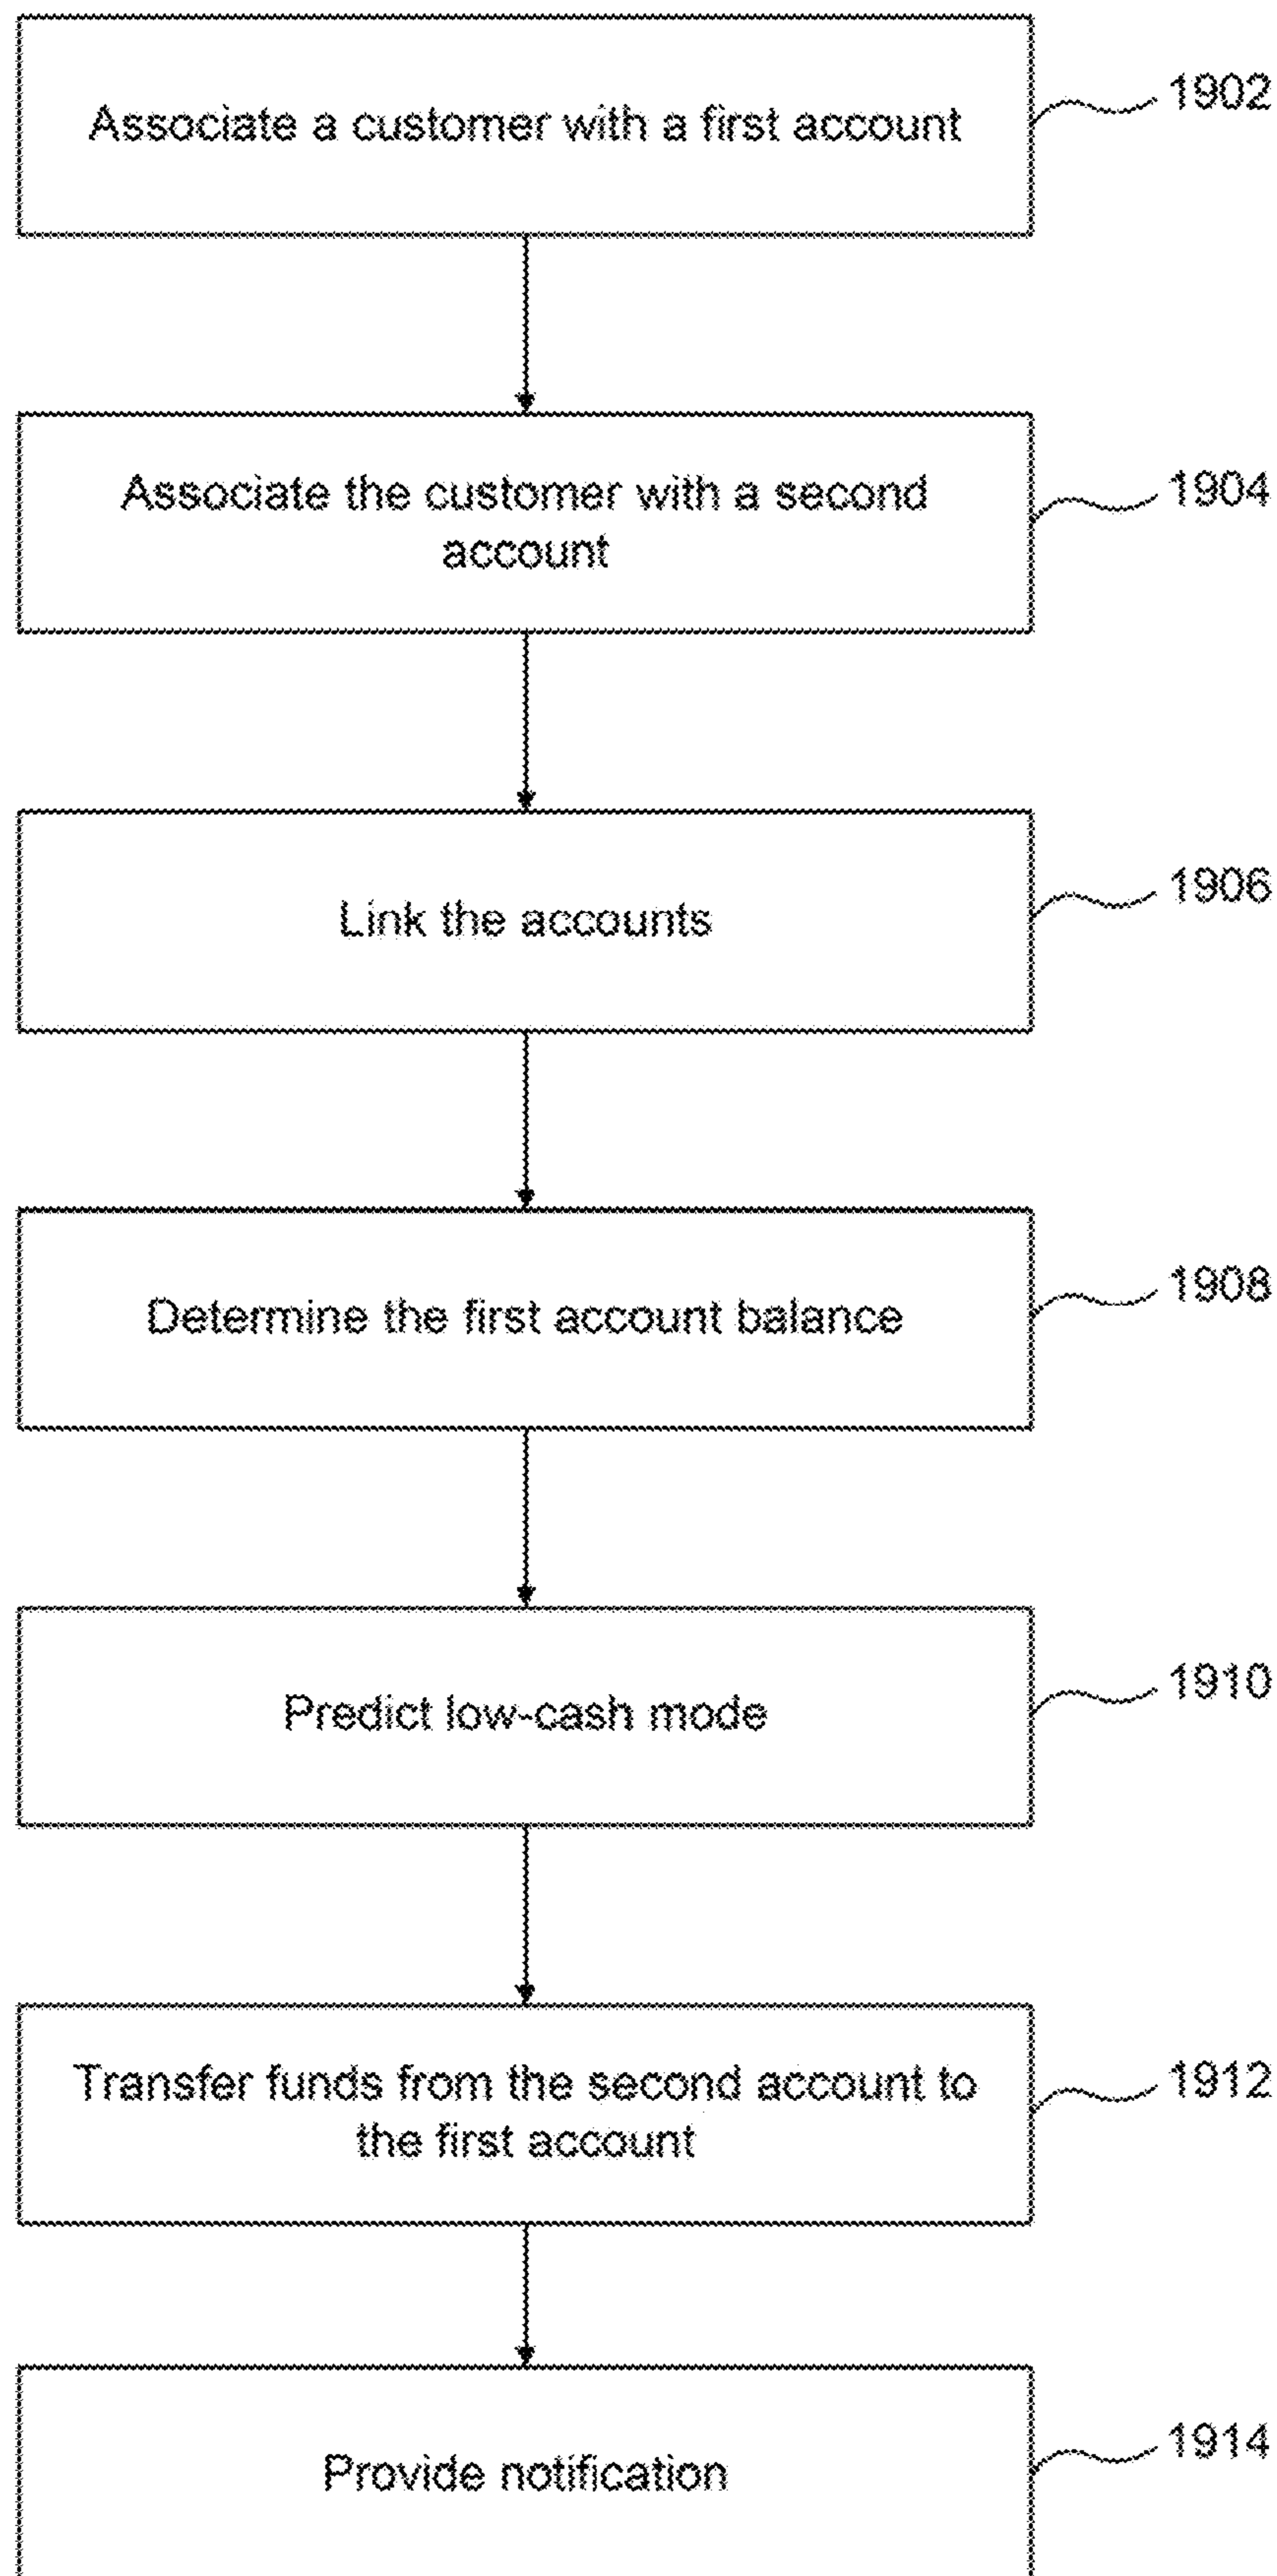 Associate a customer with a first account
1902
Associate the customer with a second
account
1904
Link the accounts
1906
Determine the first account balance
1908
Predict low-cash mode
1910
Transfer funds from the second account to
the first account
1912
Provide notification
1914